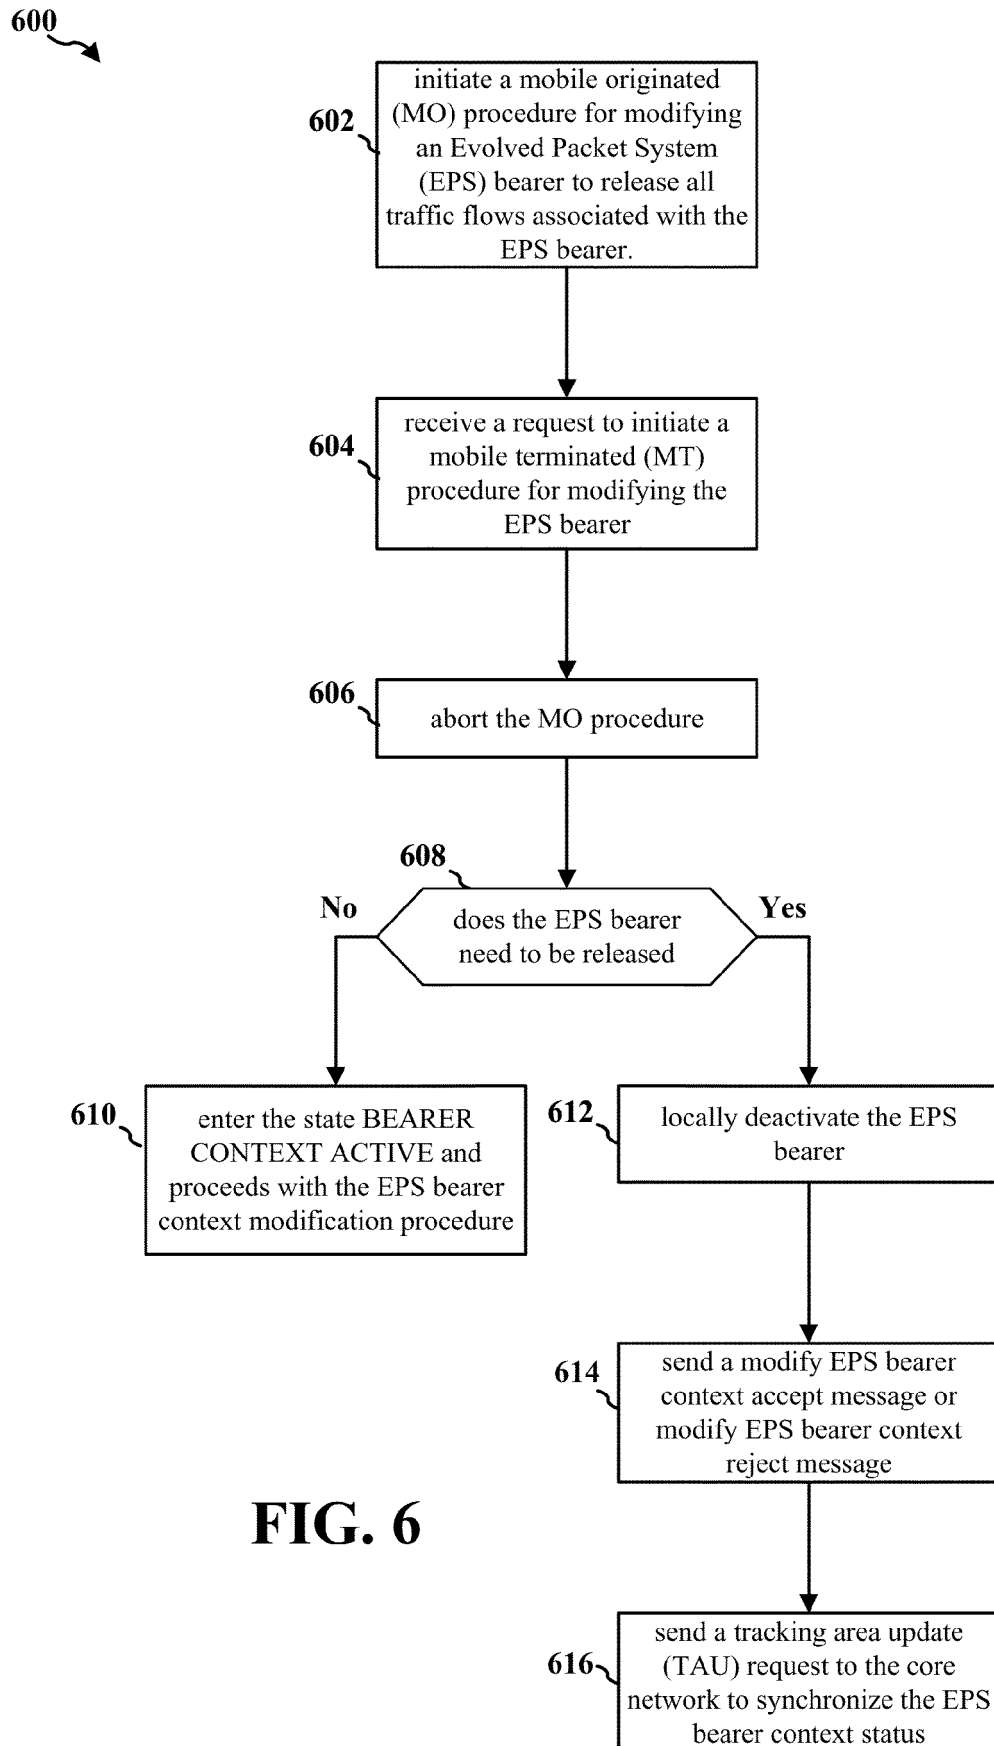 600
602
initiate a mobile originated
(MO) procedure for modifying
an Evolved Packet System
(EPS) bearer to release all
traffic flows associated with the
EPS bearer.
604
receive a request to initiate a
mobile terminated (MT)
procedure for modifying the
EPS bearer
606
abort the MO procedure
608
No
does the EPS bearer
need to be released
Yes
610
enter the state BEARER
CONTEXT ACTIVE and
proceeds with the EPS bearer
context modification procedure
612
locally deactivate the EPS
bearer
614
send a modify EPS bearer
context accept message or
modify EPS bearer context
reject message
FIG. 6
616
send a tracking area update
(TAU) request to the core
network to synchronize the EPS
bearer context status